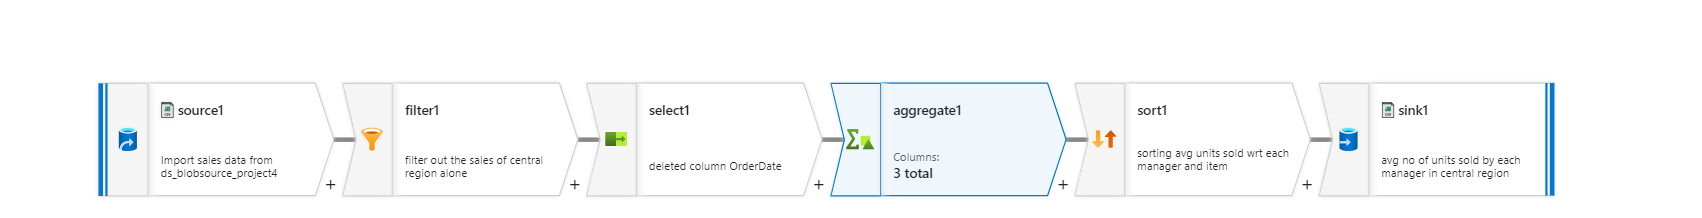 source1
Import sales data from
ds_blobsource_project4
+
filter1
filter out the sales of central
region alone
+
select1
deleted column OrderDate
+
aggregate1
Columns:
3 total
+
sort1
sorting avg units sold wrt each
manager and item
+
sink1
avg no of units sold by each
manager in central region